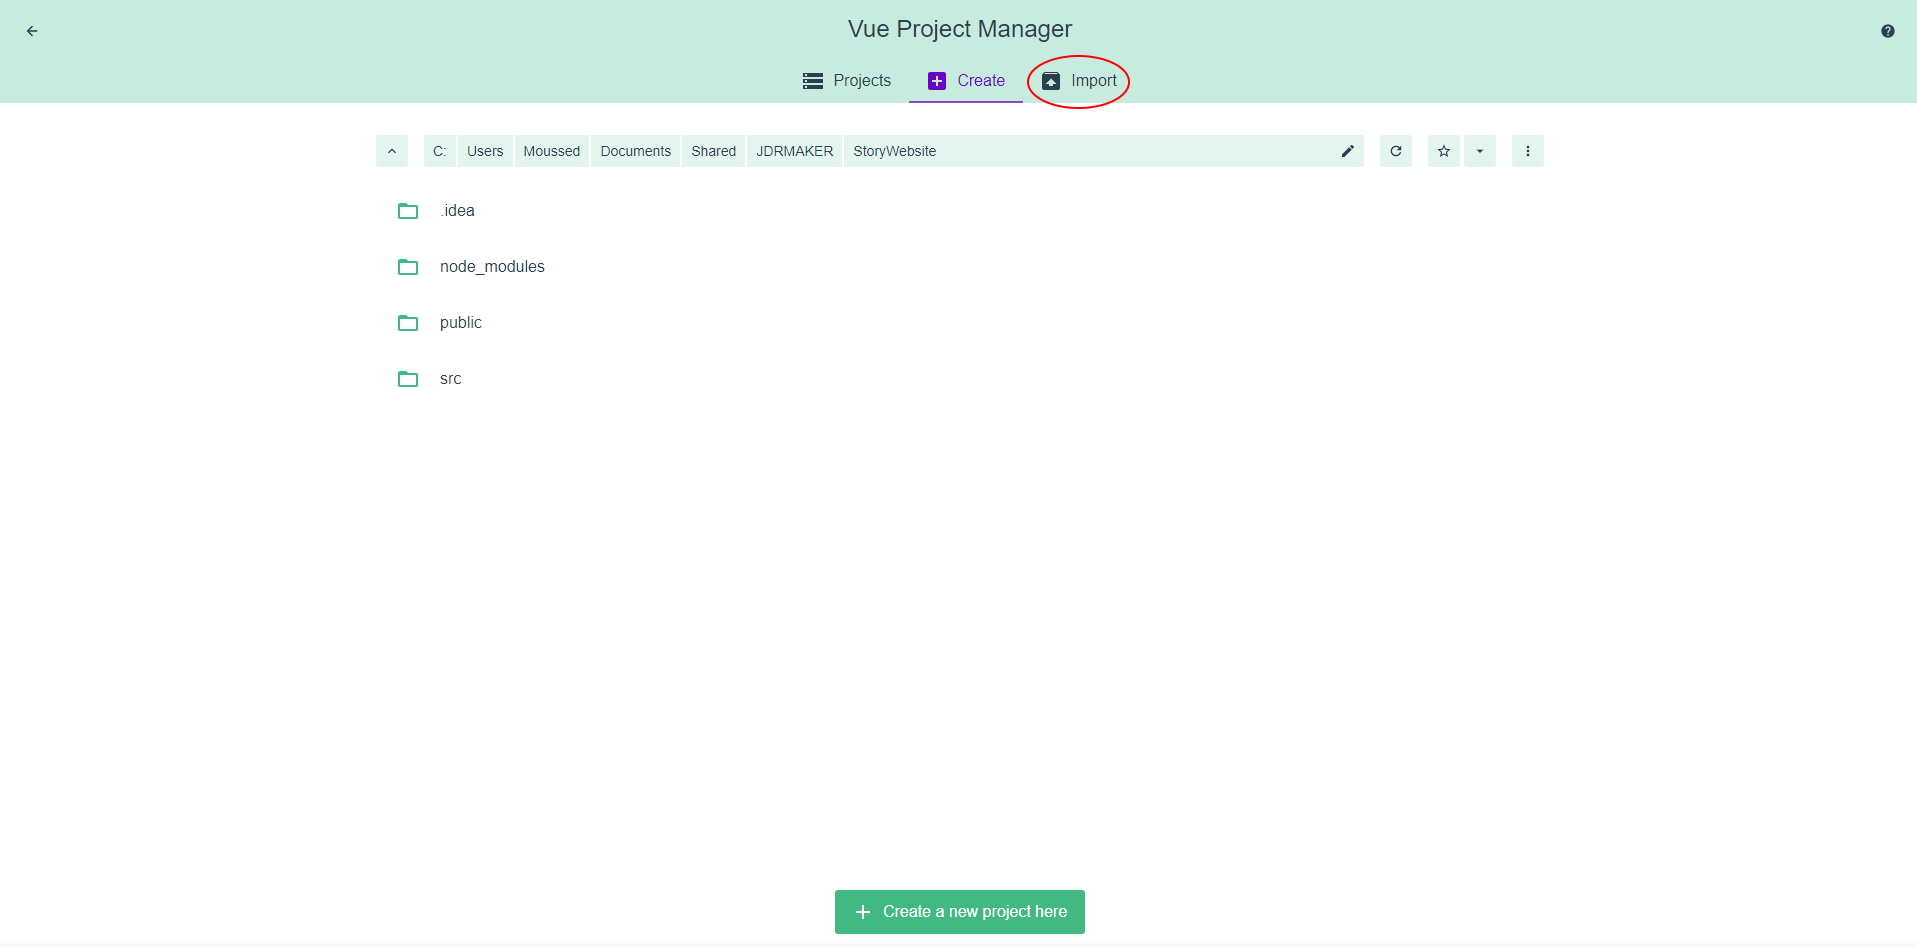 Vue Project Manager
Projects Create Import
C: Users Moussed Documents Shared JDRMAKER StoryWebsite
.idea
node_modules
public
src
Create a new project here